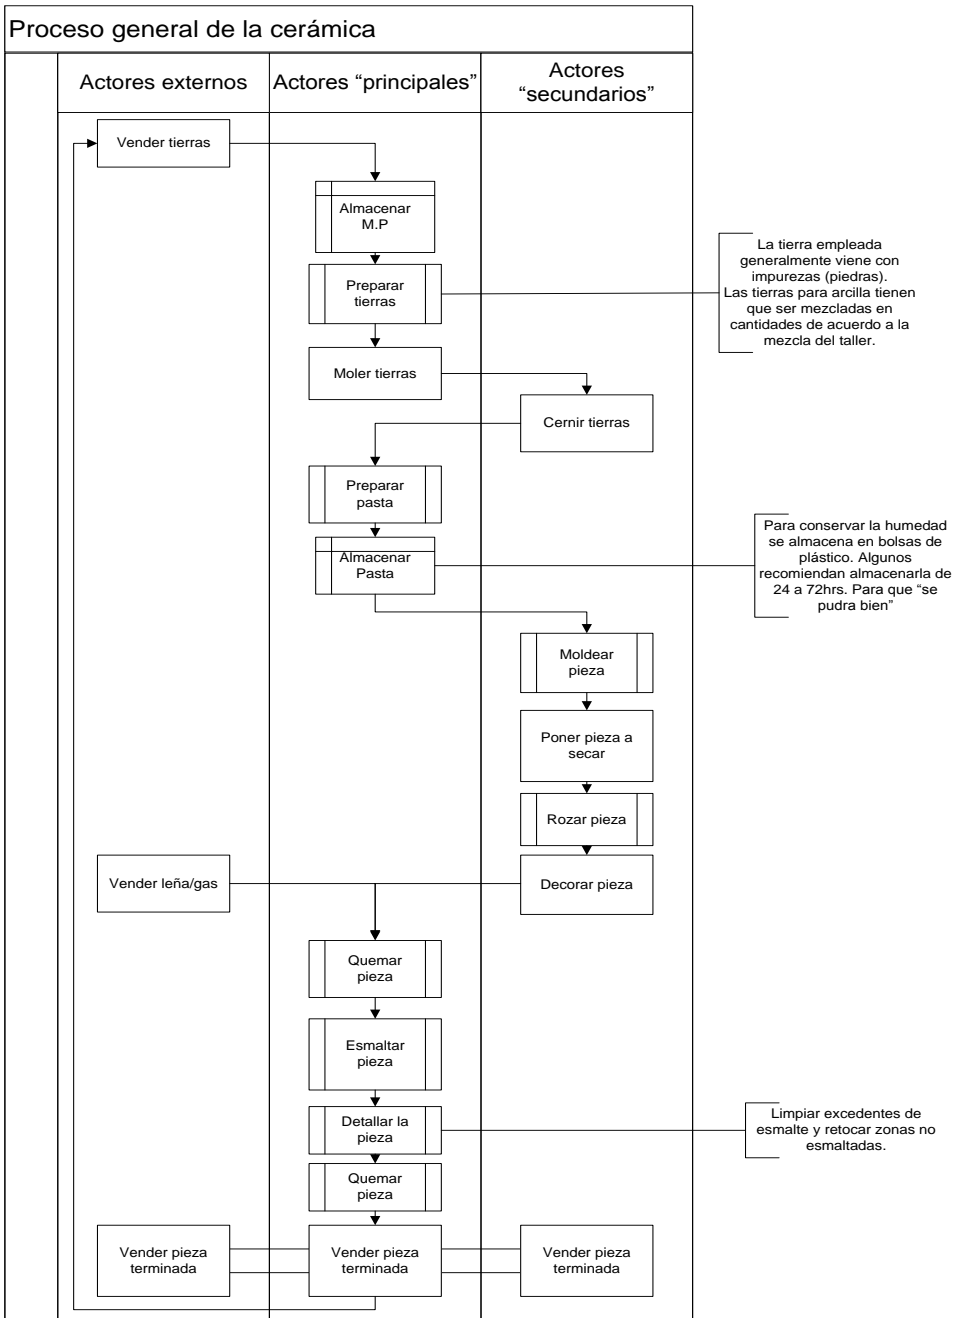 Proceso general de la cerámica
Actores externos
Actores “principales”
Actores
“secundarios”
Vender tierras
Almacenar
M.P
Preparar
tierras
La tierra empleada
generalmente viene con
impurezas (piedras).
Las tierras para arcilla tienen
que ser mezcladas en
cantidades de acuerdo a la
mezcla del taller.
Moler tierras
Cernir tierras
Preparar
pasta
Almacenar
Pasta
Para conservar la humedad
se almacena en bolsas de
plástico. Algunos
recomiendan almacenarla de
24 a 72hrs. Para que “se
pudra bien”
Moldear
pieza
Poner pieza a
secar
Rozar pieza
Vender leña/gas
Decorar pieza
Quemar
pieza
Esmaltar
pieza
Detallar la
pieza
Limpiar excedentes de
esmalte y retocar zonas no
esmaltadas.
Quemar
pieza
Vender pieza
terminada
Vender pieza
terminada
Vender pieza
terminada